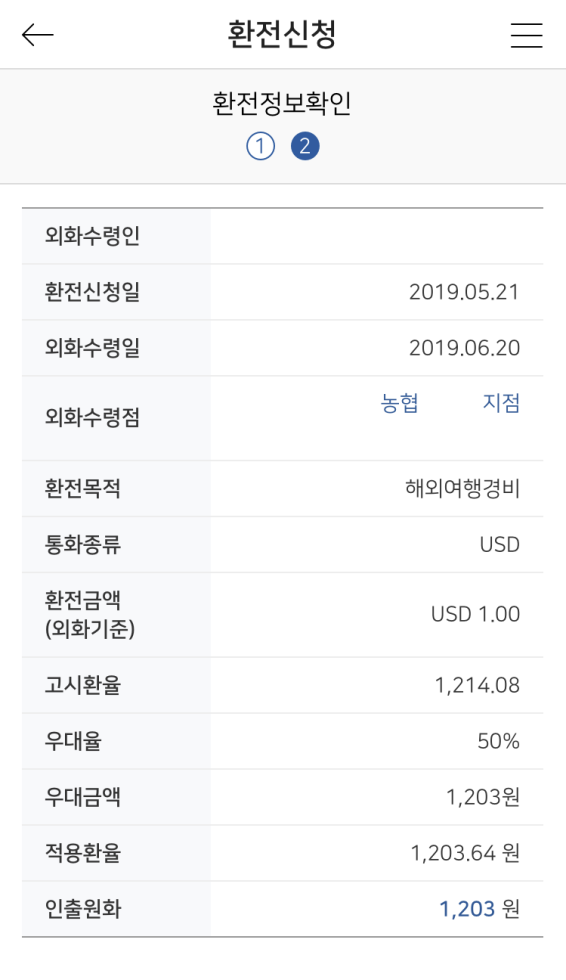 환전신청
환전정보확인
1 2
외화수령인
환전신청일 2019.05.21
외화수령일 2019.06.20
외화수령점 농협 지점
환전목적 해외여행경비
통화종류 USD
환전금액
(외화기준) USD 1.00
고시환율 1,214.08
우대율 50%
우대금액 1,203원
적용환율 1,203.64 원
인출원화 1,203 원